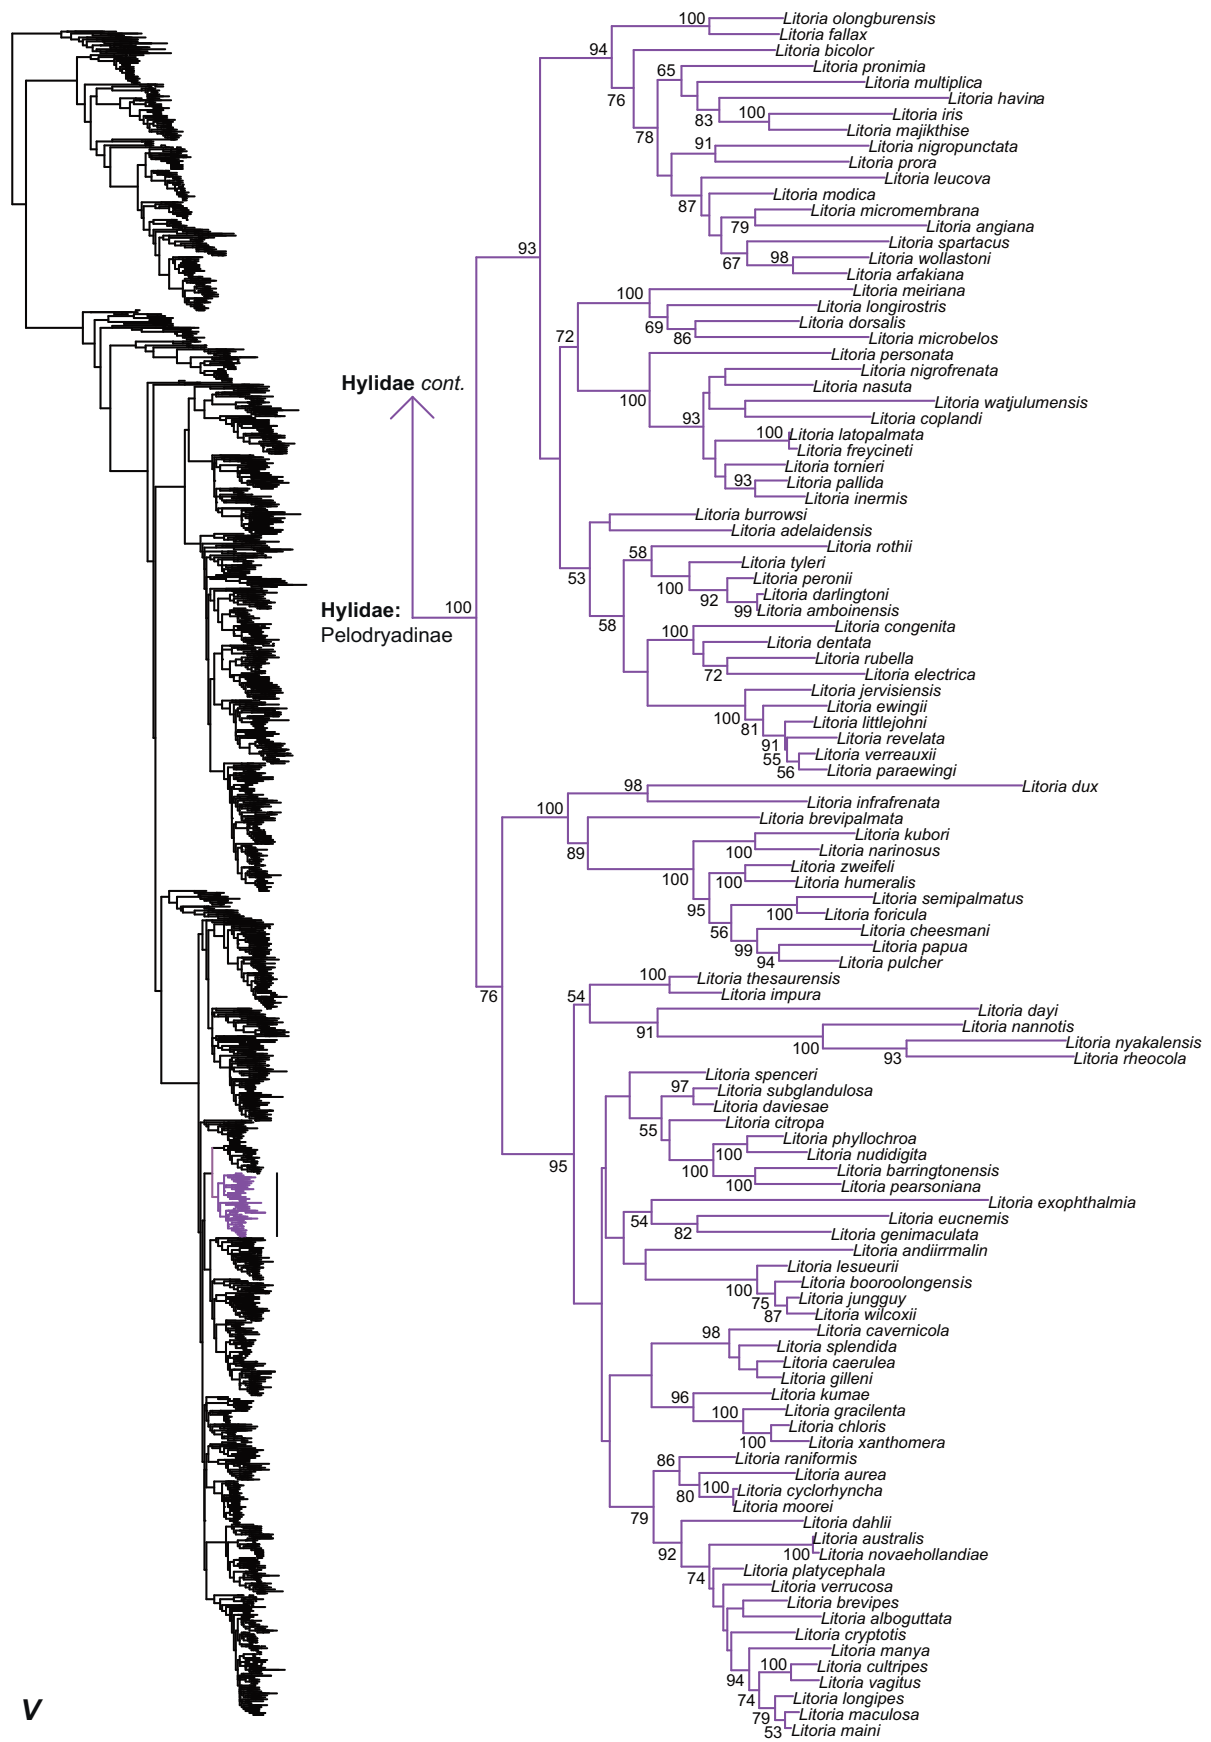 100 Litoria olongburensis
Litoria fallax
94 Litoria bicolor
65 Litoria pronimia
Litoria multiplica
76 Litoria havina
83 100 Litoria iris
78 Litoria majikthise
91 Litoria nigropunctata
Litoria prora
Litoria leucova
87 Litoria modica
Litoria micromembrana
79 Litoria angiana
93 Litoria spartacus
67 98 Litoria wollastoni
Litoria arfakiana
100 Litoria meiriana
Litoria longirostris
69 Litoria dorsalis
72 86 Litoria microbelos
Litoria personata
Litoria nigrofrenata
Hylidae cont.
Litoria nasuta
100 Litoria watjulumensis
93 Litoria coplandi
100 Litoria latopalmata
Litoria freycineti
Litoria tornieri
93 Litoria pallida
Litoria inermis
Litoria burrowsi
Litoria adelaidensis
58 Litoria rothii
Litoria tyleri
53 100 Litoria peronii
92 Litoria darlingtoni
99 Litoria amboinensis
Hylidae:
100
Pelodryadinae
58 100 Litoria congenita
Litoria dentata
Litoria rubella
72 Litoria electrica
Litoria jervisiensis
Litoria ewingii
100 81 Litoria littlejohni
91 Litoria revelata
55 Litoria verreauxii
56 Litoria paraewingi
98 Litoria dux
100 Litoria infrafrenata
Litoria brevipalmata
Litoria kubori
89 100 Litoria narinosus
Litoria zweifeli
100 100 Litoria humeralis
Litoria semipalmatus
95 100 Litoria foricula
56 Litoria cheesmani
99 Litoria papua
94 Litoria pulcher
100 Litoria thesaurensis
76 54 Litoria impura
Litoria dayi
91 Litoria nannotis
100 Litoria nyakalensis
93 Litoria rheocola
Litoria spenceri
97 Litoria subglandulosa
Litoria daviesae
55 Litoria citropa
Litoria phyllochroa
100 Litoria nudidigita
95 100 Litoria barringtonensis
100 Litoria pearsoniana
Litoria exophthalmia
54 Litoria eucnemis
82 Litoria genimaculata
Litoria andiirrmalin
Litoria lesueurii
100 Litoria booroolongensis
75 Litoria jungguy
87 Litoria wilcoxii
98 Litoria cavernicola
Litoria splendida
Litoria caerulea
Litoria gilleni
96 Litoria kumae
100 Litoria gracilenta
Litoria chloris
100 Litoria xanthomera
86 Litoria raniformis
Litoria aurea
80 100 Litoria cyclorhyncha
Litoria moorei
79 Litoria dahlii
Litoria australis
92 100 Litoria novaehollandiae
74 Litoria platycephala
Litoria verrucosa
Litoria brevipes
Litoria alboguttata
Litoria cryptotis
Litoria manya
94 100 Litoria cultripes
Litoria vagitus
74 Litoria longipes
79 Litoria maculosa
53 Litoria maini
V